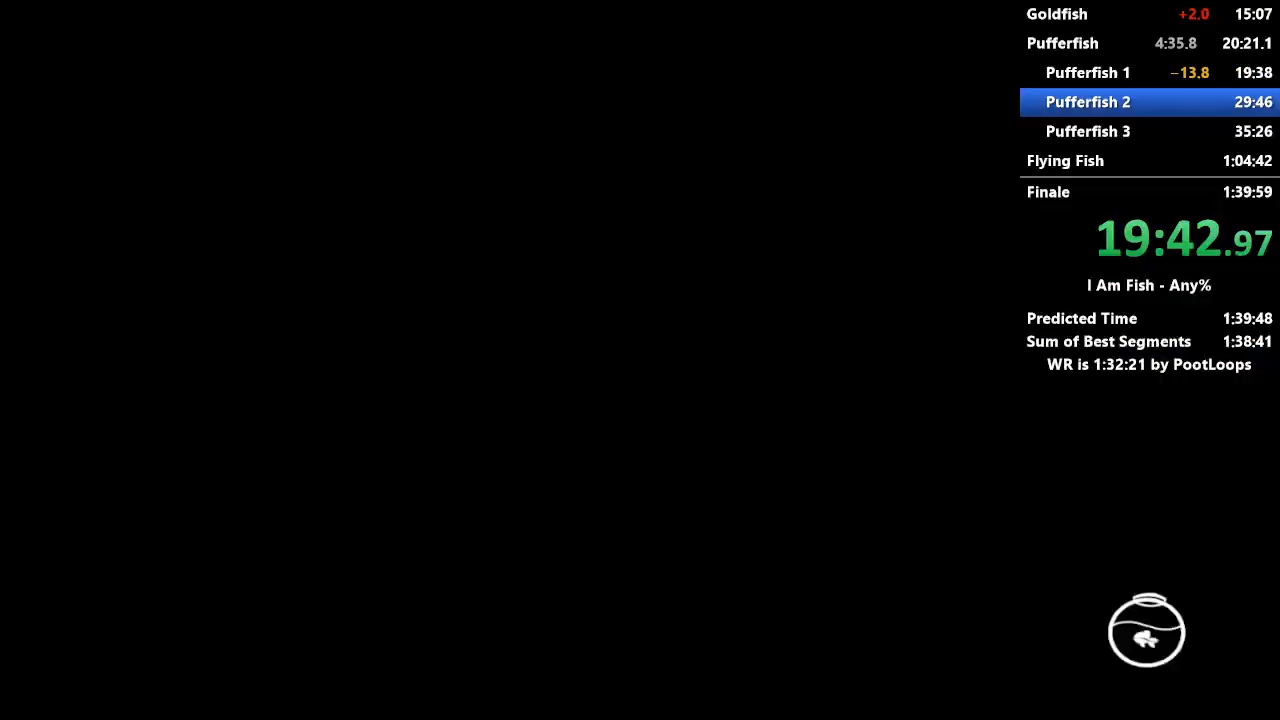 Goldfish +2.0 15:07
Pufferfish 4:35.8 20:21.1
Pufferfish 1 −13.8 19:38
Pufferfish 2 29:46
Pufferfish 3 35:26
Flying Fish 1:04:42
Finale 1:39:59
19:42.97
I Am Fish - Any%
Predicted Time 1:39:48
Sum of Best Segments 1:38:41
WR is 1:32:21 by PootLoops